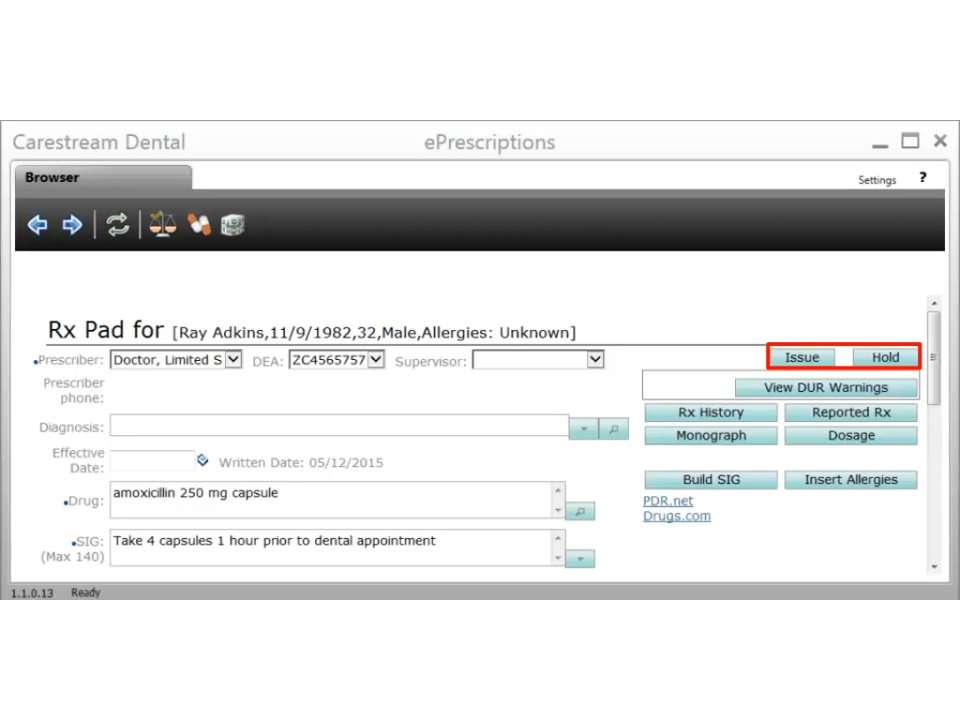 Carestream Dental ePrescriptions
Browser Settings ?
Rx Pad for [Ray Adkins,11/9/1982,32,Male,Allergies: Unknown]
Prescriber: Doctor, Limited S DEA: ZC4565757 Supervisor: Issue Hold
Prescriber
phone:
View DUR Warnings
Rx History Reported Rx
Diagnosis:
Monograph Dosage
Effective
Date: Written Date: 05/12/2015
Build SIG Insert Allergies
Drug: amoxicillin 250 mg capsule
PDR.net
Drugs.com
SIG: Take 4 capsules 1 hour prior to dental appointment
(Max 140)
1.1.0.13 Ready